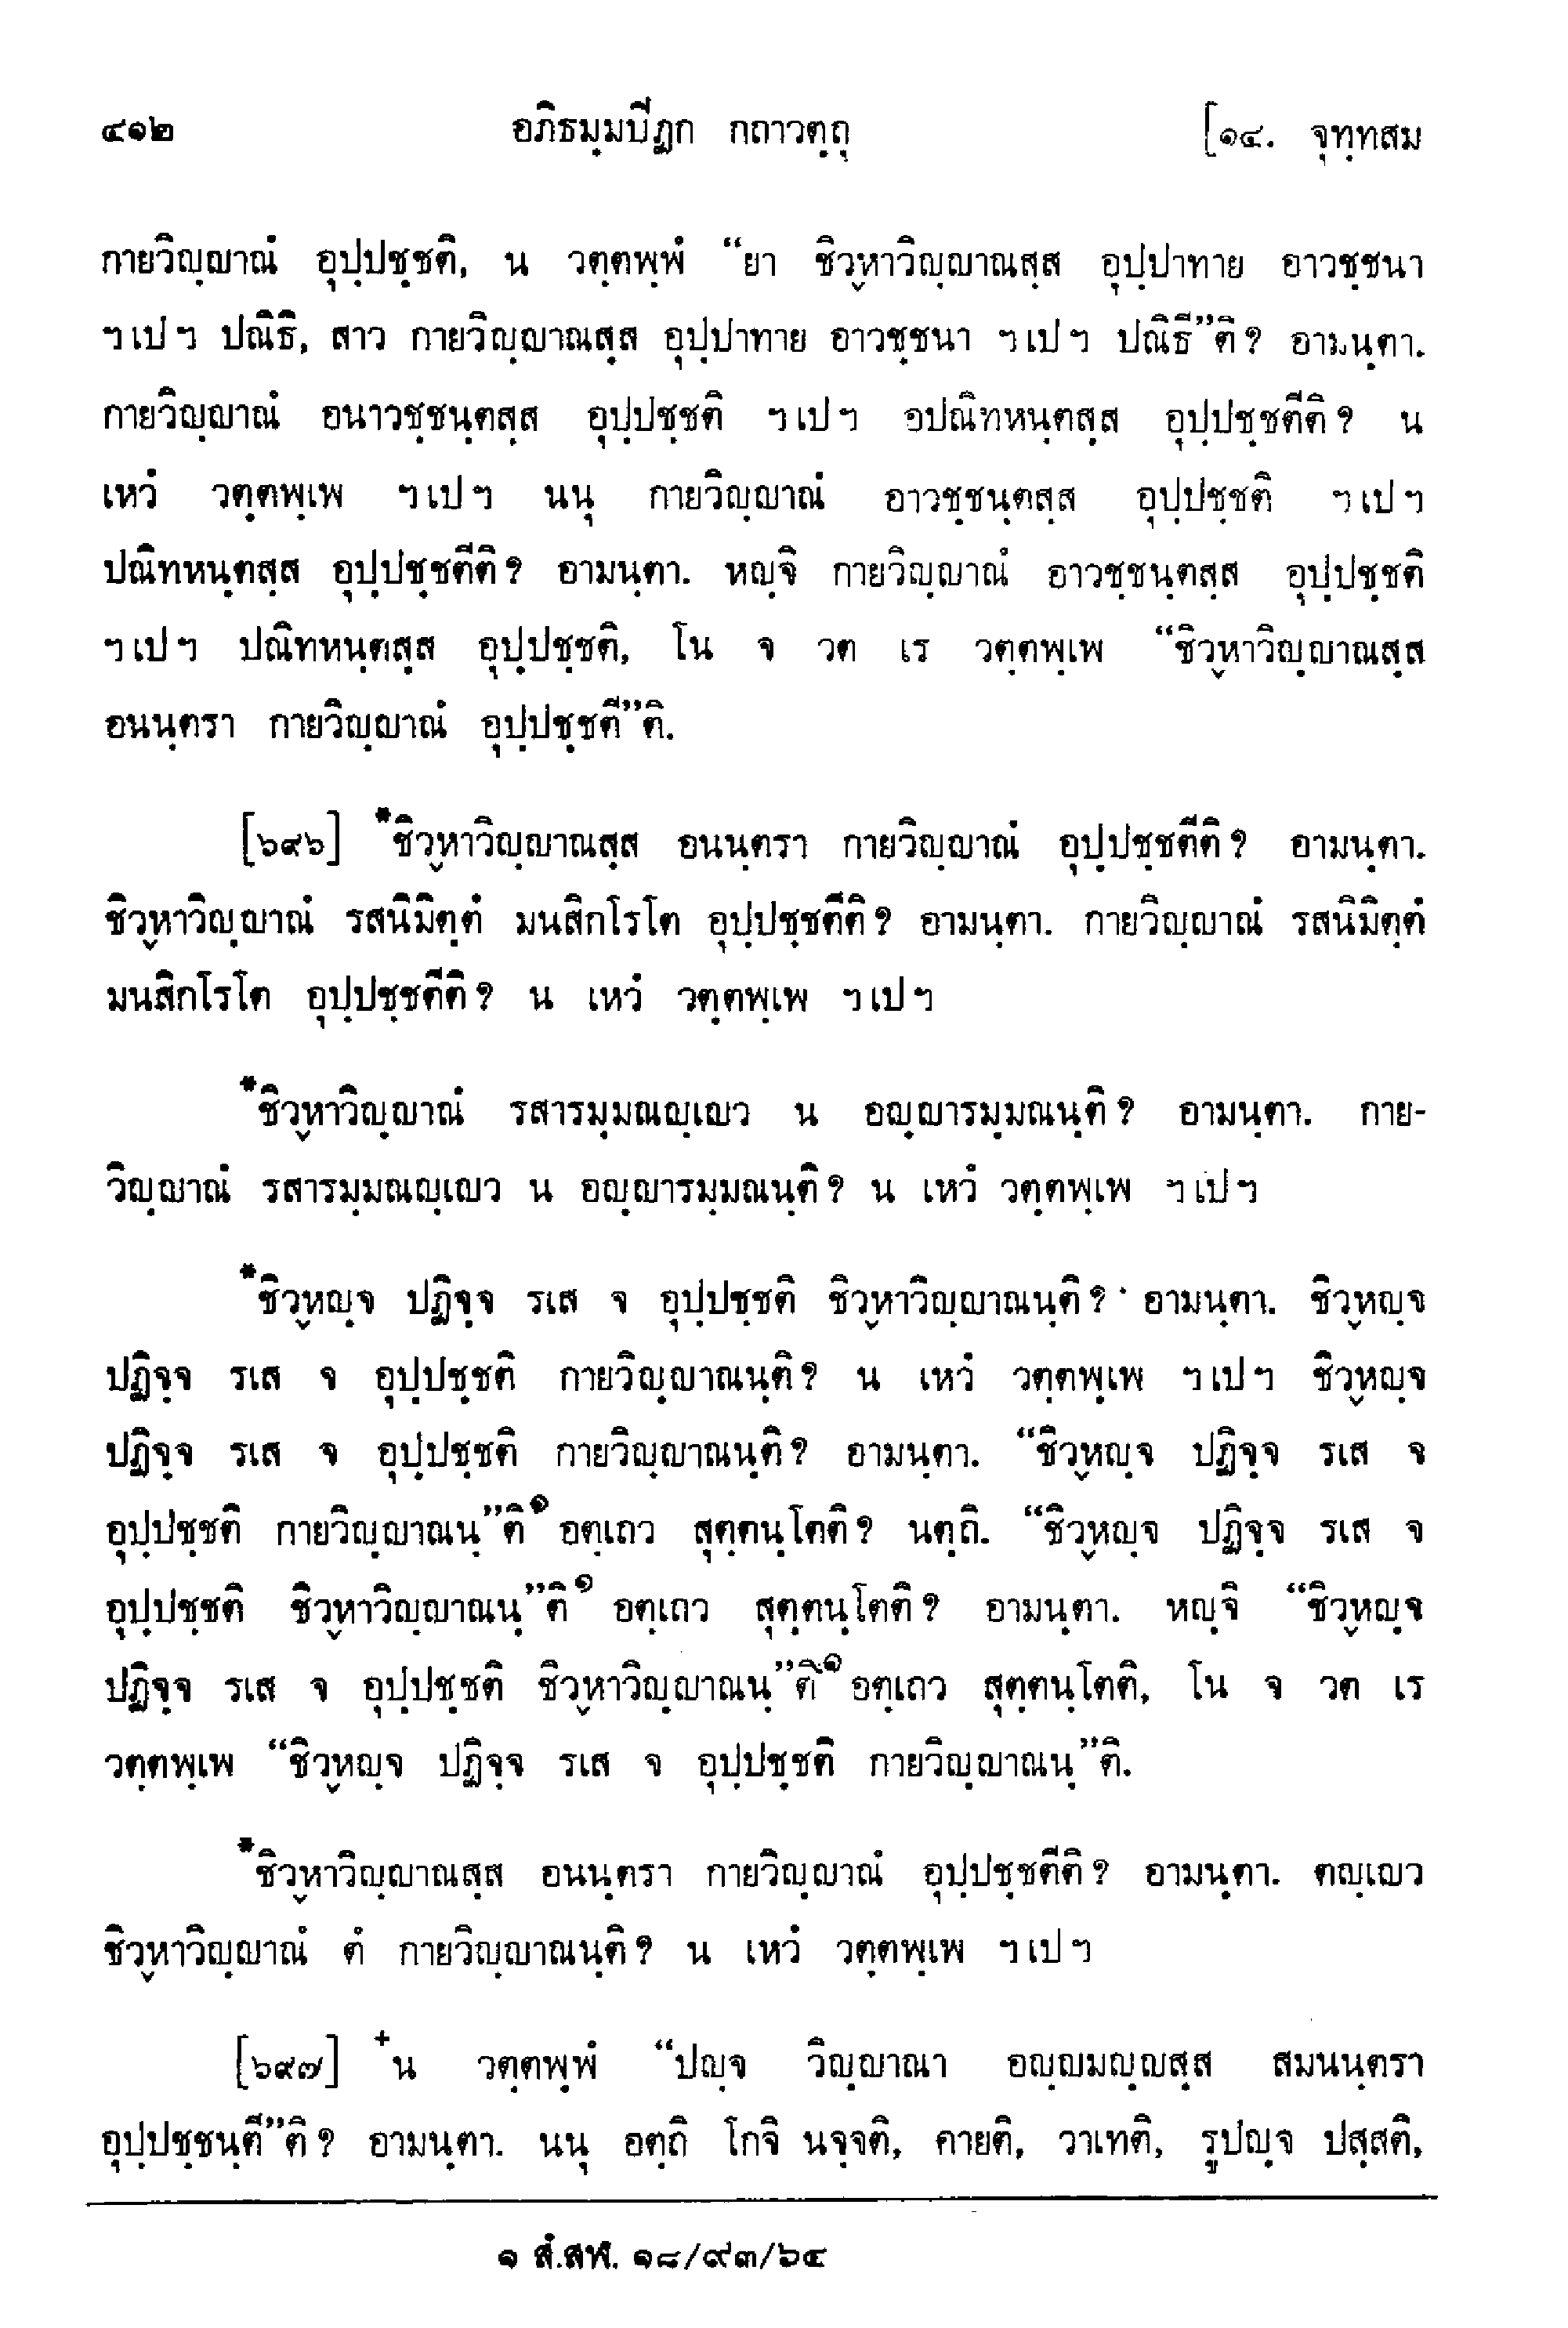 ๔๑๒ อภิธมฺมปีฏก กถาวตฺถุ [๑๔. จุทฺทสม
กายวิญฺญาณํ อุปฺปชฺชติ, น วตฺตพฺพํ “ยา ชิวฺหาวิญฺญาณสฺส อุปฺปาทาย อาวชฺชนา
ฯเปฯ ปณิธิ, สาว กายวิญฺญาณสฺส อุปฺปาทาย อาวชฺชนา ฯเปฯ ปณิธี”ติ? อามนฺตา.
กายวิญฺญาณํ อนาวชฺชนฺตสฺส อุปฺปชฺชติ ฯเปฯ อปณิทหนฺตสฺส อุปฺปชฺชตีติ? น
เหวํ วตฺตพฺเพ ฯเปฯ นนุ กายวิญฺญาณํ อาวชฺชนฺตสฺส อุปฺปชฺชติ ฯเปฯ
ปณิทหนฺตสฺส อุปฺปชฺชตีติ? อามนฺตา. หญฺจิ กายวิญฺญาณํ อาวชฺชนฺตสฺส อุปฺปชฺชติ
ฯเปฯ ปณิทหนฺตสฺส อุปฺปชฺชติ, โน จ วต เร วตฺตพฺเพ “ชิวฺหาวิญฺญาณสฺส
อนนฺตรา กายวิญฺญาณํ อุปฺปชฺชตี”ติ.
[๖๙๖] *ชิวฺหาวิญฺญาณสฺส อนนฺตรา กายวิญฺญาณํ อุปฺปชฺชตีติ? อามนฺตา.
ชิวฺหาวิญฺญาณํ รสนิมิตฺตํ มนสิกโรโต อุปฺปชฺชตีติ? อามนฺตา. กายวิญฺญาณํ รสนิมิตฺตํ
มนสิกโรโต อุปฺปชฺชตีติ? น เหวํ วตฺตพฺเพ ฯเปฯ
*ชิวฺหาวิญฺญาณํ รสารมฺมณญฺเญว น อญฺญารมฺมณนฺติ? อามนฺตา. กาย-
วิญฺญาณํ รสารมฺมณญฺเญว น อญฺญารมฺมณนฺติ? น เหวํ วตฺตพฺเพ ฯเปฯ
*ชิวฺหญฺจ ปฏิจฺจ รเส จ อุปฺปชฺชติ ชิวฺหาวิญฺญาณนฺติ? อามนฺตา. ชิวฺหญฺจ
ปฏิจฺจ รเส จ อุปฺปชฺชติ กายวิญฺญาณนฺติ? น เหวํ วตฺตพฺเพ ฯเปฯ ชิวฺหญฺจ
ปฏิจฺจ รเส จ อุปฺปชฺชติ กายวิญฺญาณนฺติ? อามนฺตา. “ชิวฺหญฺจ ปฏิจฺจ รเส จ
อุปฺปชฺชติ กายวิญฺญาณนฺ”ติ๑ อตฺเถว สุตฺตนฺโตติ? นตฺถิ. “ชิวฺหญฺจ ปฏิจฺจ รเส จ
อุปฺปชฺชติ ชิวฺหาวิญฺญาณนฺ”ติ๑ อตฺเถว สุตฺตนฺโตติ? อามนฺตา. หญฺจิ “ชิวฺหญฺจ
ปฏิจฺจ รเส จ อุปฺปชฺชติ ชิวฺหาวิญฺญาณนฺ”ติ๑ อตฺเถว สุตฺตนฺโตติ, โน จ วต เร
วตฺตพฺเพ “ชิวฺหญฺจ ปฏิจฺจ รเส จ อุปฺปชฺชติ กายวิญฺญาณนฺ”ติ.
*ชิวฺหาวิญฺญาณสฺส อนนฺตรา กายวิญฺญาณํ อุปฺปชฺชตีติ? อามนฺตา. ตญฺเญว
ชิวฺหาวิญฺญาณํ ตํ กายวิญฺญาณนฺติ? น เหวํ วตฺตพฺเพ ฯเปฯ
[๖๙๗] +น วตฺตพฺพํ “ปญฺจ วิญฺญาณา อญฺญมญฺญสฺส สมนนฺตรา
อุปฺปชฺชนฺตี”ติ? อามนฺตา. นนุ อตฺถิ โกจิ นจฺจติ, คายติ, วาเทติ, รูปญฺจ ปสฺสติ,
๑ สํ.สฬ. ๑๘/๙๓/๖๔